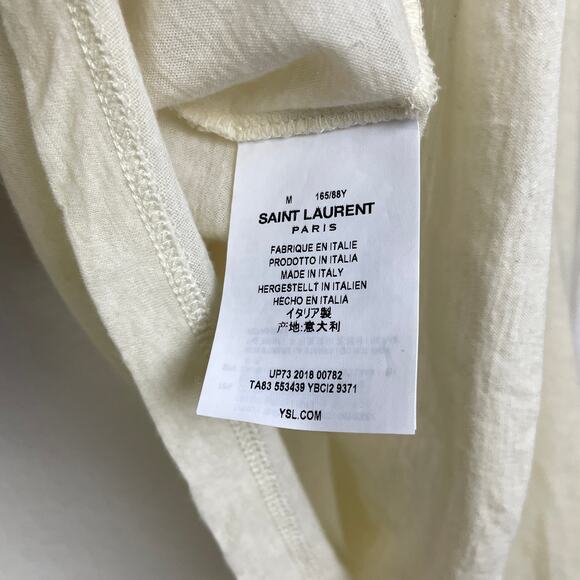 M 165/88Y
SAINT LAURENT
PARIS
FABRIQUE EN ITALIE
PRODOTTO IN ITALIA
MADE IN ITALY
HERGESTELLT IN ITALIEN
HECHO EN ITALIA
イタリア製
产地:意大利
UP73 2018 00782
TA83 553439 YBCI2 9371
YSL.COM